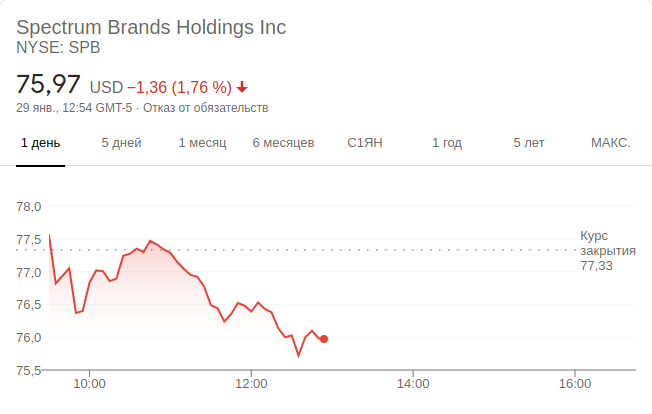 Spectrum Brands Holdings Inc
NYSE: SPB
75,97 USD −1,36 (1,76 %)
29 янв., 12:54 GMT-5 · Отказ от обязательств
1 день 5 дней 1 месяц 6 месяцев С1ЯН 1 год 5 лет МАКС.
78,0
77,5
77,0
76,5
76,0
75,5
Курс
закрытия
77,33
10:00 12:00 14:00 16:00